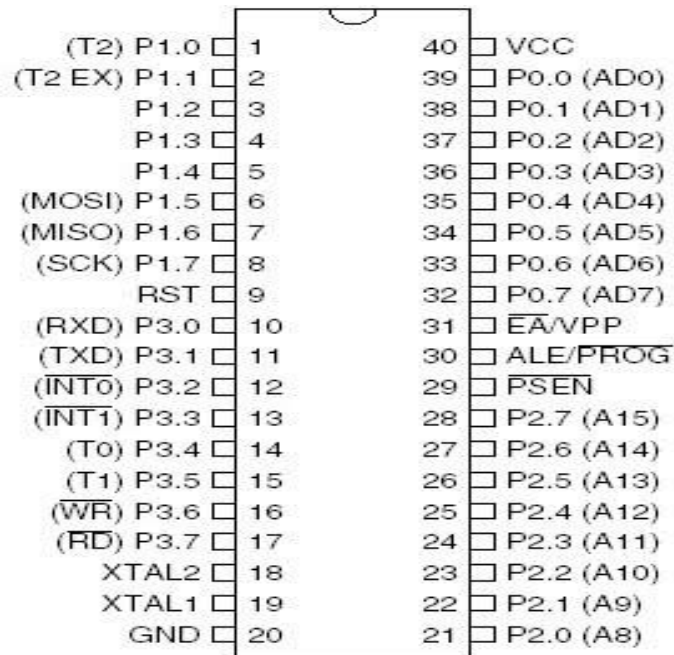 (T2) P1.0 1 40 VCC
(T2 EX) P1.1 2 39 P0.0 (AD0)
P1.2 3 38 P0.1 (AD1)
P1.3 4 37 P0.2 (AD2)
P1.4 5 36 P0.3 (AD3)
(MOSI) P1.5 6 35 P0.4 (AD4)
(MISO) P1.6 7 34 P0.5 (AD5)
(SCK) P1.7 8 33 P0.6 (AD6)
RST 9 32 P0.7 (AD7)
(RXD) P3.0 10 31 E̅A̅/VPP
(TXD) P3.1 11 30 ALE/P̅R̅O̅G̅
(I̅N̅T̅0̅) P3.2 12 29 P̅S̅E̅N̅
(I̅N̅T̅1̅) P3.3 13 28 P2.7 (A15)
(T0) P3.4 14 27 P2.6 (A14)
(T1) P3.5 15 26 P2.5 (A13)
(W̅R̅) P3.6 16 25 P2.4 (A12)
(R̅D̅) P3.7 17 24 P2.3 (A11)
XTAL2 18 23 P2.2 (A10)
XTAL1 19 22 P2.1 (A9)
GND 20 21 P2.0 (A8)